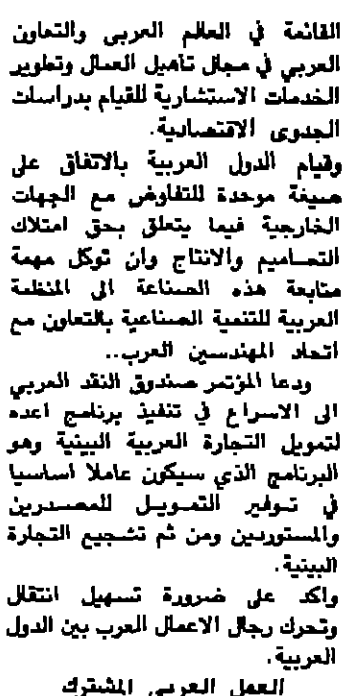 القائمة في العالم العربي والتعاون
العربي في مجال تاهيل العمال وتطوير
الخدمات الاستشارية للقيام بدراسات
الجدوى الاقتصادية.
وقيام الدول العربية بالاتفاق على
صيغة موحدة للتفاوض مع الجهات
الخارجية فيما يتعلق بحق امتلاك
التصاميم والانتاج وان توكل مهمة
متابعة هذه الصناعة الى المنظمة
العربية للتنمية الصناعية بالتعاون مع
اتحاد المهندسين العرب..
ودعا المؤتمر صندوق النقد العربي
الى الاسراع في تنفيذ برنامج اعده
لتمويل التجارة العربية البينية وهو
البرنامج الذي سيكون عاملا اساسيا
في توفير التمويل للمصدرين
والمستوردين ومن ثم تشجيع التجارة
البينية.
واكد على ضرورة تسهيل انتقال
وتحرك رجال الاعمال العرب بين الدول
العربية.
العمل العربي المشترك